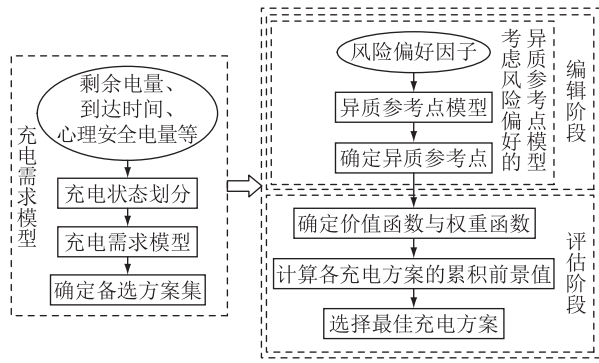 充电需求模型
剩余电量、
到达时间、
心理安全电量等
充电状态划分
充电需求模型
确定备选方案集
风险偏好因子
异质参考点模型
确定异质参考点
考虑风险偏好的
异质参考点模型
编辑阶段
确定价值函数与权重函数
计算各充电方案的累积前景值
选择最佳充电方案
评估阶段